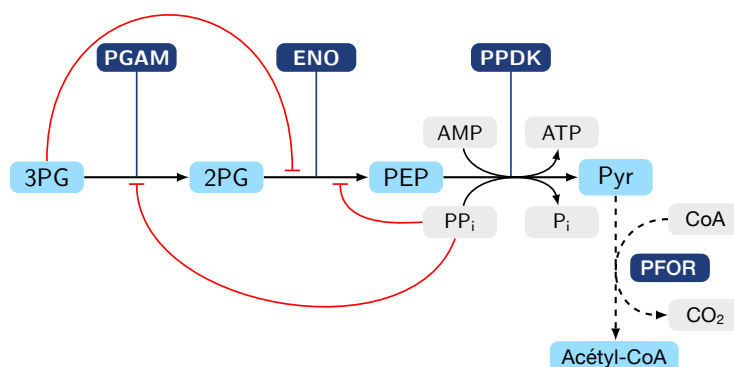 PGAM
ENO
PPDK
AMP
ATP
3PG
2PG
PEP
Pyr
PPᵢ
Pᵢ
CoA
PFOR
CO₂
Acétyl-CoA